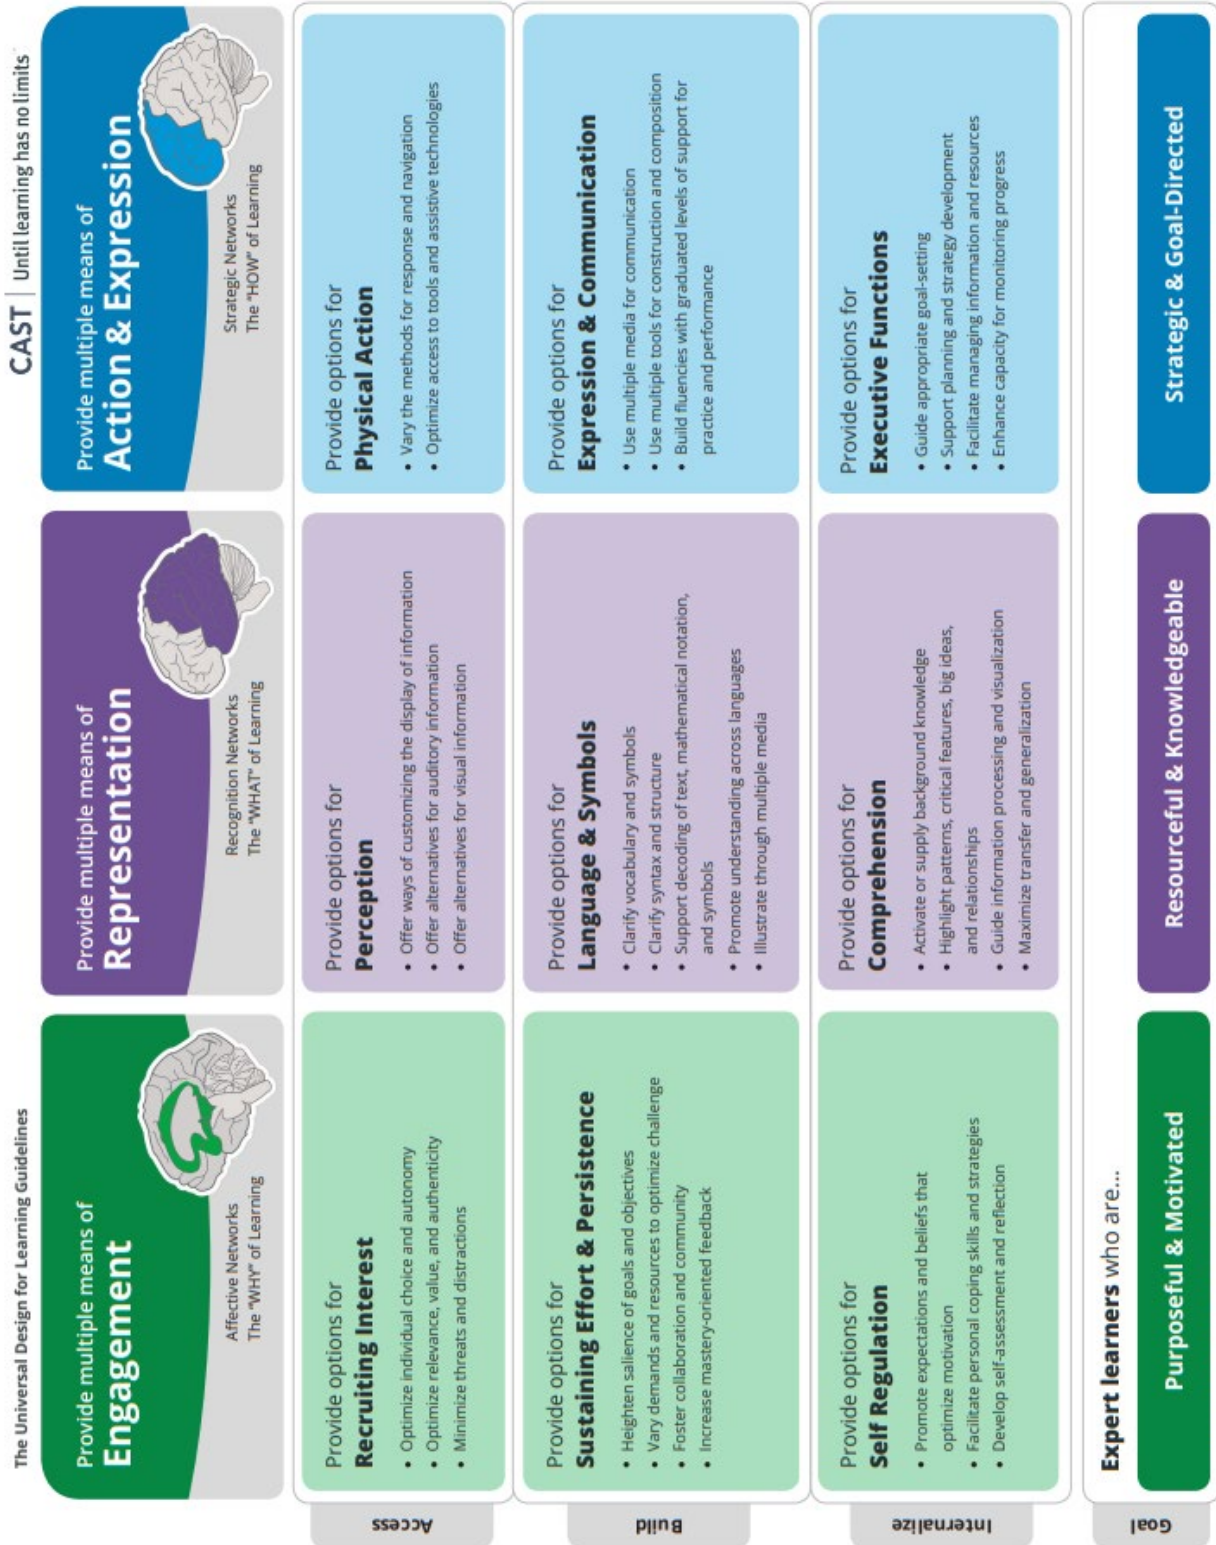 The Universal Design for Learning Guidelines
CAST | Until learning has no limits
Provide multiple means of
Engagement
Affective Networks
The "WHY" of Learning
Provide multiple means of
Representation
Recognition Networks
The "WHAT" of Learning
Provide multiple means of
Action & Expression
Strategic Networks
The "HOW" of Learning
Access
Provide options for
Recruiting Interest
• Optimize individual choice and autonomy
• Optimize relevance, value, and authenticity
• Minimize threats and distractions
Provide options for
Perception
• Offer ways of customizing the display of information
• Offer alternatives for auditory information
• Offer alternatives for visual information
Provide options for
Physical Action
• Vary the methods for response and navigation
• Optimize access to tools and assistive technologies
Build
Provide options for
Sustaining Effort & Persistence
• Heighten salience of goals and objectives
• Vary demands and resources to optimize challenge
• Foster collaboration and community
• Increase mastery-oriented feedback
Provide options for
Language & Symbols
• Clarify vocabulary and symbols
• Clarify syntax and structure
• Support decoding of text, mathematical notation,
and symbols
• Promote understanding across languages
• Illustrate through multiple media
Provide options for
Expression & Communication
• Use multiple media for communication
• Use multiple tools for construction and composition
• Build fluencies with graduated levels of support for
practice and performance
Internalize
Provide options for
Self Regulation
• Promote expectations and beliefs that
optimize motivation
• Facilitate personal coping skills and strategies
• Develop self-assessment and reflection
Provide options for
Comprehension
• Activate or supply background knowledge
• Highlight patterns, critical features, big ideas,
and relationships
• Guide information processing and visualization
• Maximize transfer and generalization
Provide options for
Executive Functions
• Guide appropriate goal-setting
• Support planning and strategy development
• Facilitate managing information and resources
• Enhance capacity for monitoring progress
Goal
Expert learners who are...
Purposeful & Motivated
Resourceful & Knowledgeable
Strategic & Goal-Directed